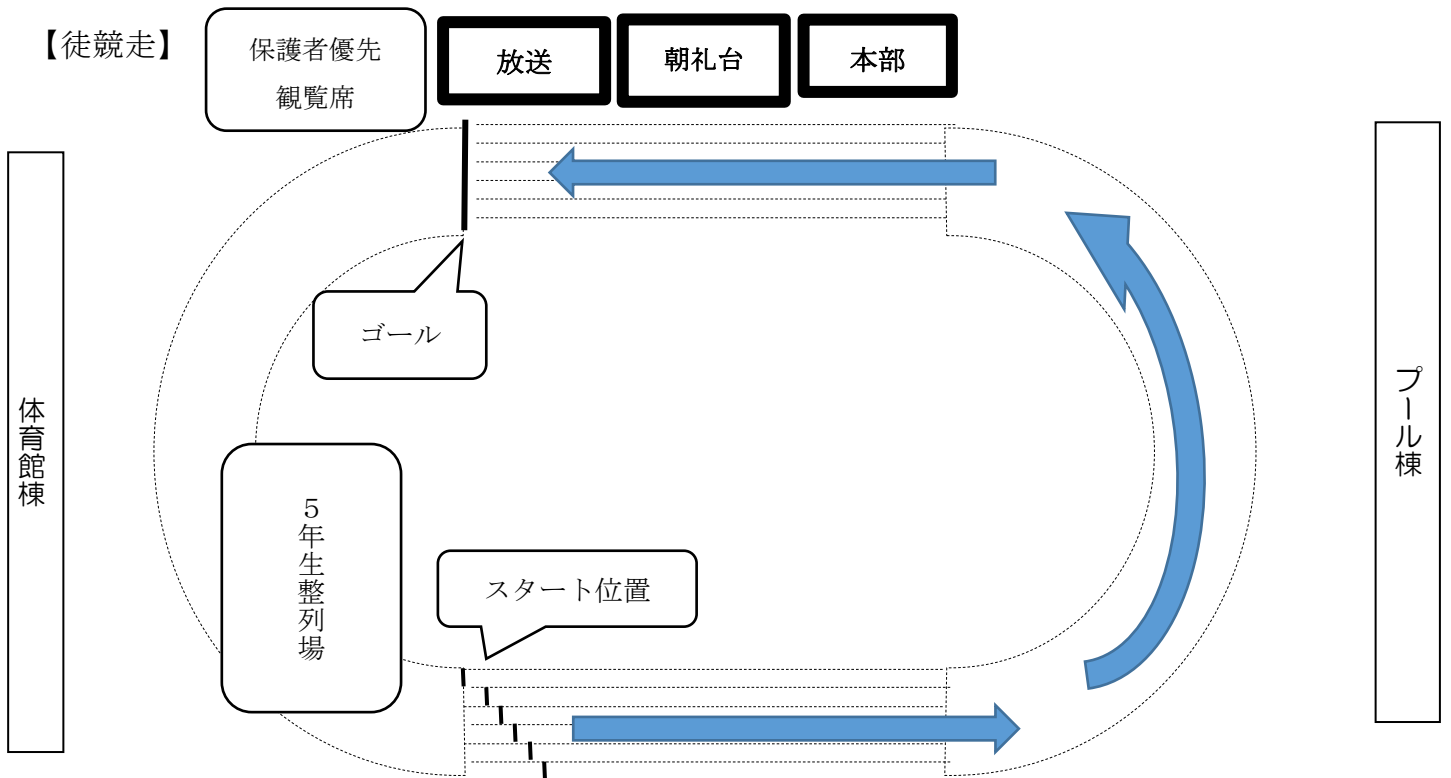 【徒競走】
保護者優先
観覧席
放送
朝礼台
本部
ゴール
体育館棟
プール棟
５年生整列場
スタート位置